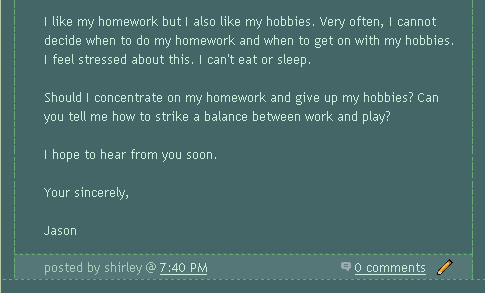 I like my homework but I also like my hobbies. Very often, I cannot
decide when to do my homework and when to get on with my hobbies.
I feel stressed about this. I can't eat or sleep.
Should I concentrate on my homework and give up my hobbies? Can
you tell me how to strike a balance between work and play?
I hope to hear from you soon.
Your sincerely,
Jason
posted by shirley @ 7:40 PM 0 comments